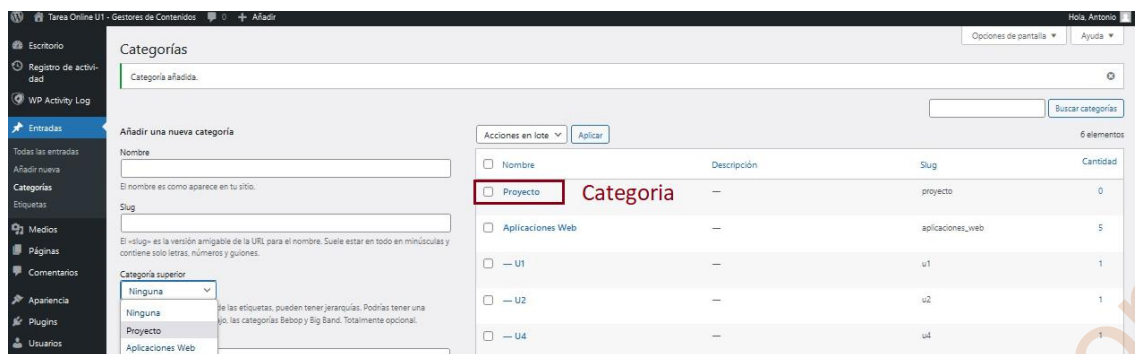 Tarea Online U1 - Gestores de Contenidos 0 + Añadir Hola, Antonio
Escritorio
Registro de activi-
dad
WP Activity Log
Entradas
Todas las entradas
Añadir nueva
Categorías
Etiquetas
Medios
Páginas
Comentarios
Apariencia
Plugins
Usuarios
Opciones de pantalla Ayuda
Categorías
Categoría añadida.
Buscar categorías
Añadir una nueva categoría
Nombre
El nombre es como aparece en tu sitio.
Slug
El «slug» es la versión amigable de la URL para el nombre. Suele estar en todo en minúsculas y
contiene solo letras, números y guiones.
Categoría superior
Ninguna
de las etiquetas, pueden tener jerarquías. Podrías tener una
las categorías Bebop y Big Band. Totalmente opcional.
Ninguna
Proyecto
Aplicaciones Web
Acciones en lote Aplicar 6 elementos
Nombre Descripción Slug Cantidad
Proyecto Categoria — proyecto 0
Aplicaciones Web — aplicaciones_web 5
— U1 — u1 1
— U2 — u2 1
— U4 — u4 1